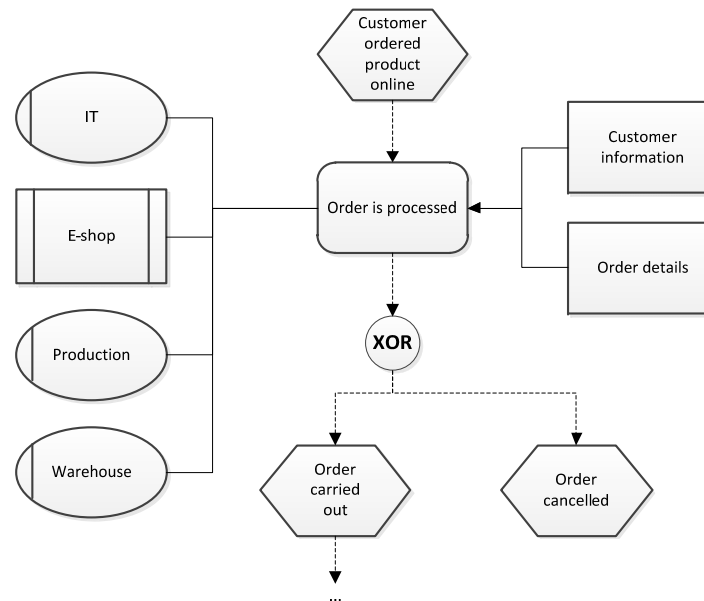 Customer
ordered
product
online
IT
Customer
information
E-shop
Order is processed
Order details
XOR
Production
Warehouse
Order
carried
out
Order
cancelled
...